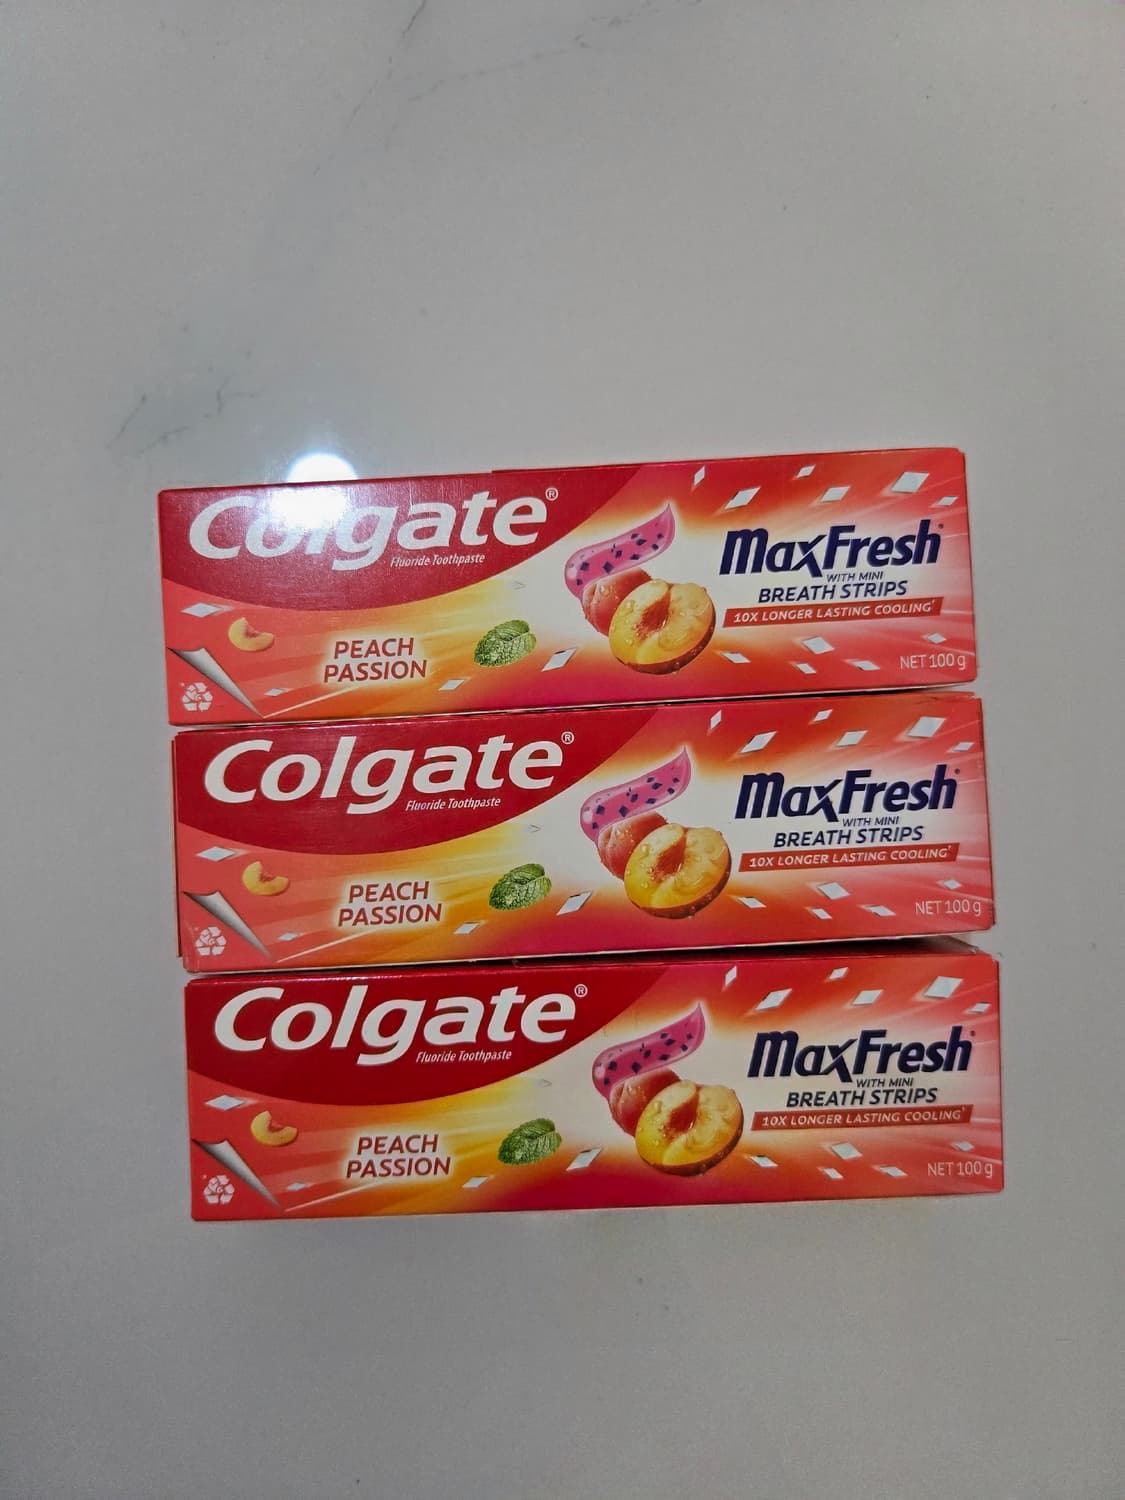 Colgate®
Fluoride Toothpaste
PEACH
PASSION
MaxFresh®
WITH MINI
BREATH STRIPS
10X LONGER LASTING COOLING†
NET 100 g
Colgate®
Fluoride Toothpaste
PEACH
PASSION
MaxFresh®
WITH MINI
BREATH STRIPS
10X LONGER LASTING COOLING†
NET 100 g
Colgate®
Fluoride Toothpaste
PEACH
PASSION
MaxFresh®
WITH MINI
BREATH STRIPS
10X LONGER LASTING COOLING†
NET 100 g